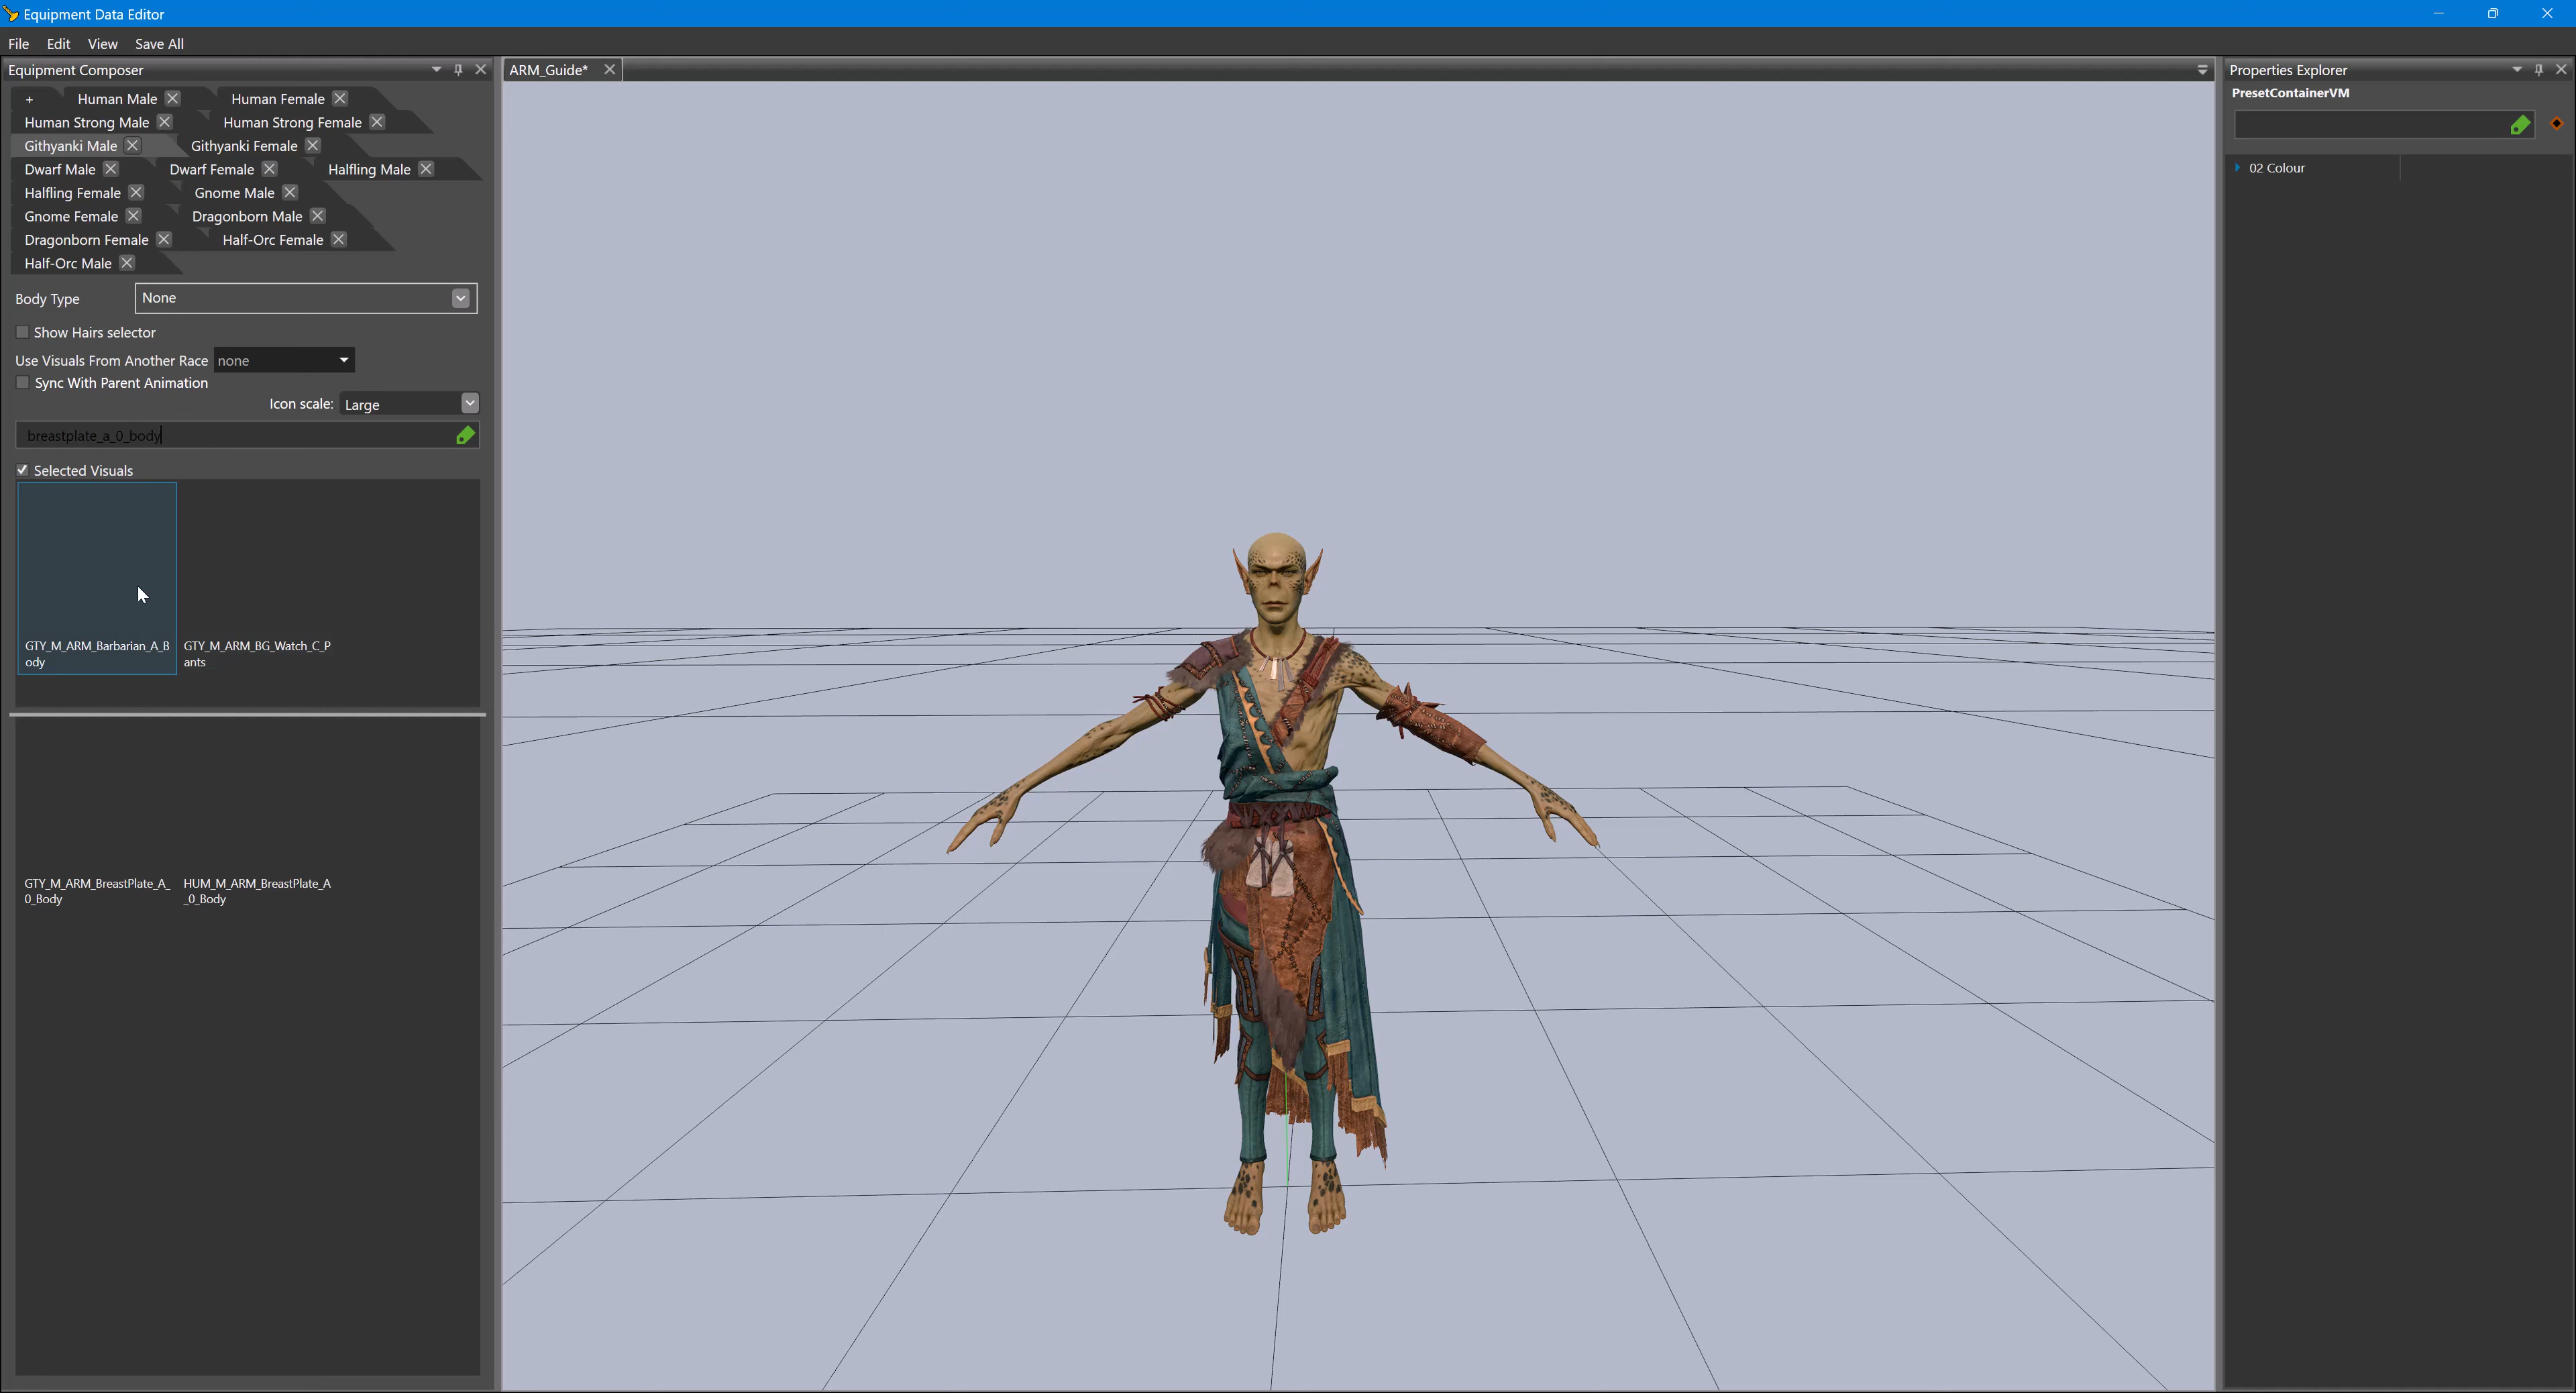 Equipment Data Editor
File Edit View Save All
Equipment Composer
+ Human Male Human Female
Human Strong Male Human Strong Female
Githyanki Male Githyanki Female
Dwarf Male Dwarf Female Halfling Male
Halfling Female Gnome Male
Gnome Female Dragonborn Male
Dragonborn Female Half-Orc Female
Half-Orc Male
Body Type None
Show Hairs selector
Use Visuals From Another Race none
Sync With Parent Animation
Icon scale: Large
breastplate_a_0_body
Selected Visuals
GTY_M_ARM_Barbarian_A_B
ody
GTY_M_ARM_BG_Watch_C_P
ants
GTY_M_ARM_BreastPlate_A_
0_Body
HUM_M_ARM_BreastPlate_A
_0_Body
ARM_Guide*
Properties Explorer
PresetContainerVM
02 Colour